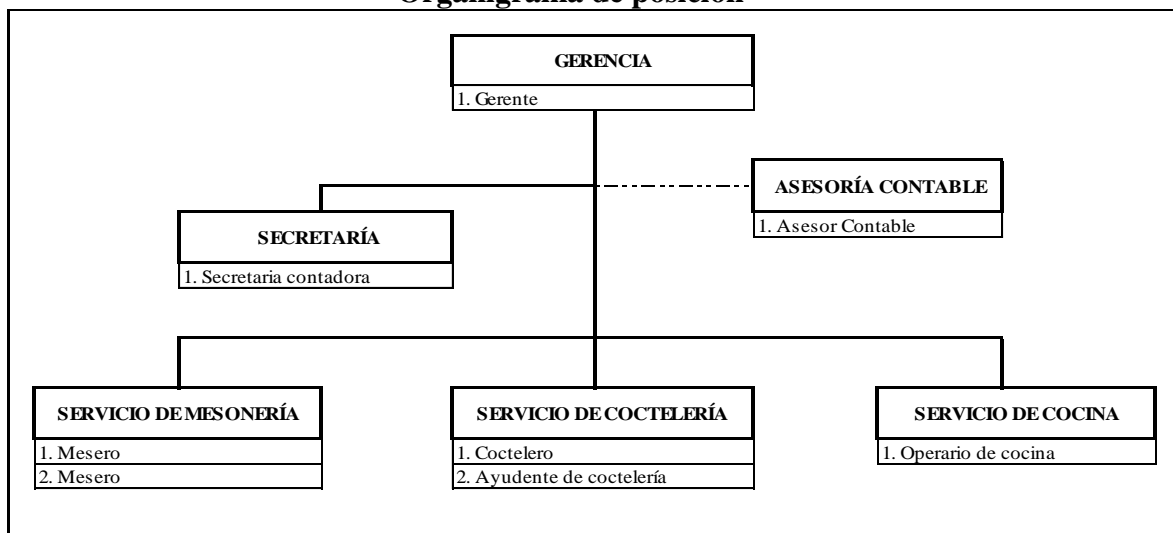 Organigrama de posición
GERENCIA
1. Gerente
ASESORÍA CONTABLE
1. Asesor Contable
SECRETARÍA
1. Secretaria contadora
SERVICIO DE MESONERÍA
1. Mesero
2. Mesero
SERVICIO DE COCTELERÍA
1. Coctelero
2. Ayudente de coctelería
SERVICIO DE COCINA
1. Operario de cocina